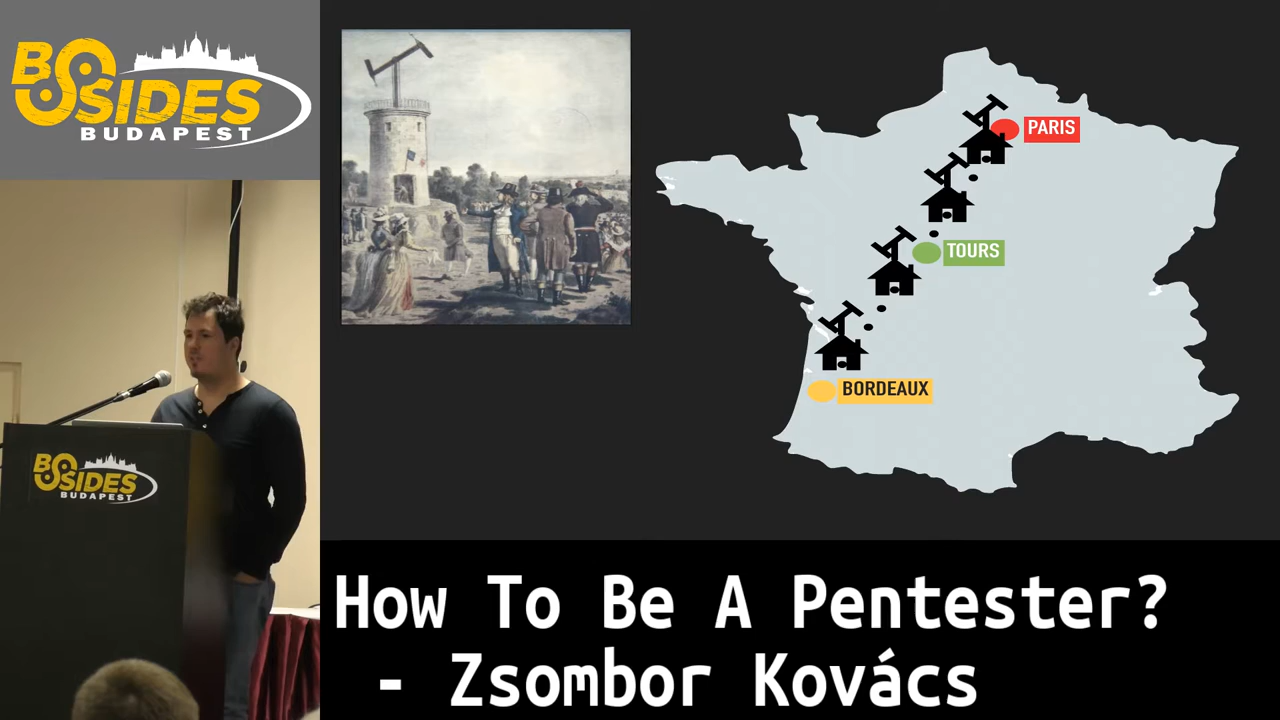 BSIDES
BUDAPEST
PARIS
TOURS
BORDEAUX
BSIDES
BUDAPEST
How To Be A Pentester?
- Zsombor Kovács